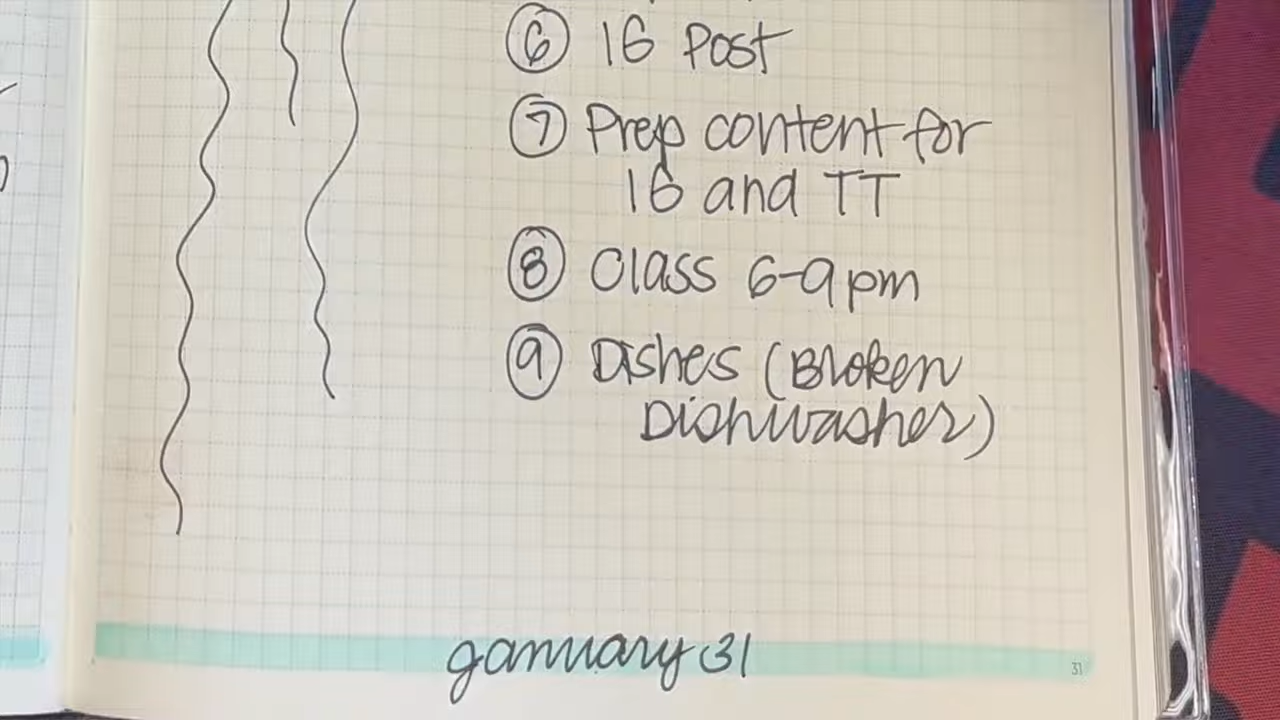 ⑥ IG Post
⑦ Prep content for
IG and TT
⑧ Class 6-9pm
⑨ Dishes (Broken
Dishwasher)
january 31
31